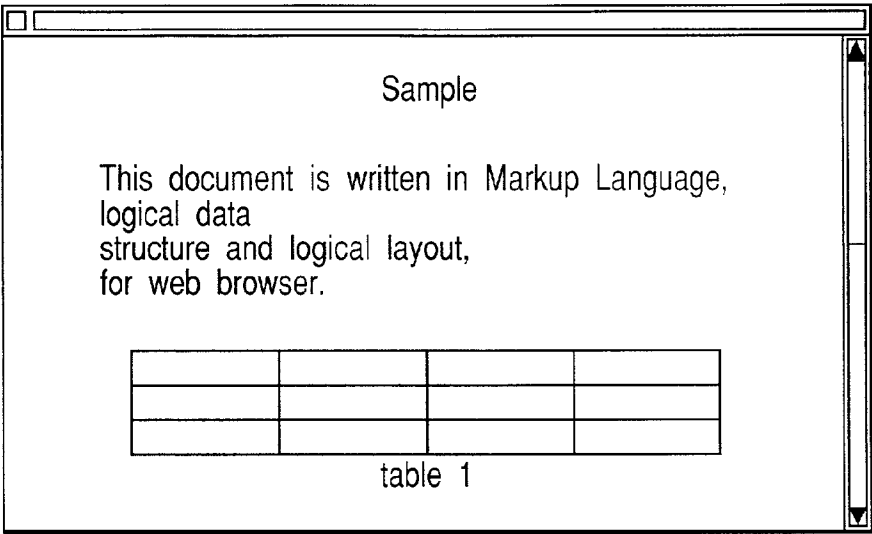 Sample
This document is written in Markup Language,
logical data
structure and logical layout,
for web browser.
table 1